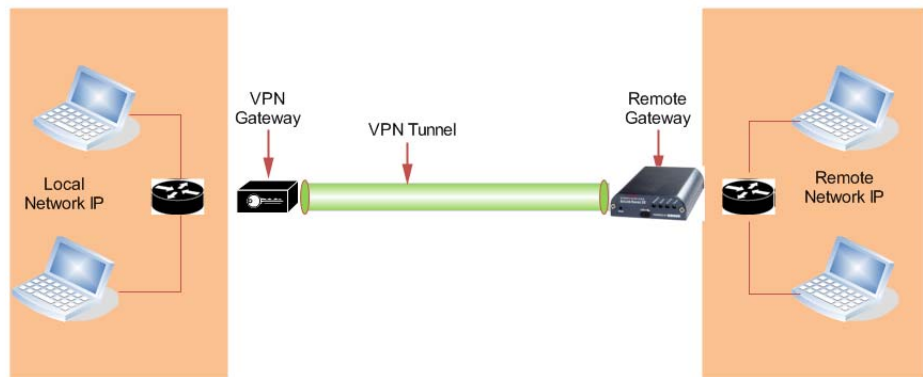 VPN
Gateway
VPN Tunnel
Remote
Gateway
Local
Network IP
Remote
Network IP